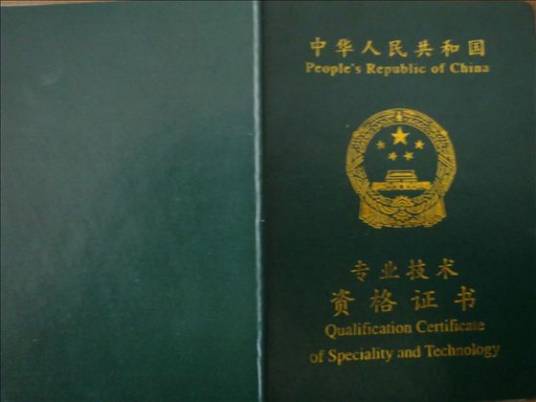 中华人民共和国
People's Republic of China
专业技术
资格证书
Qualification Certificate
of Speciality and Technology